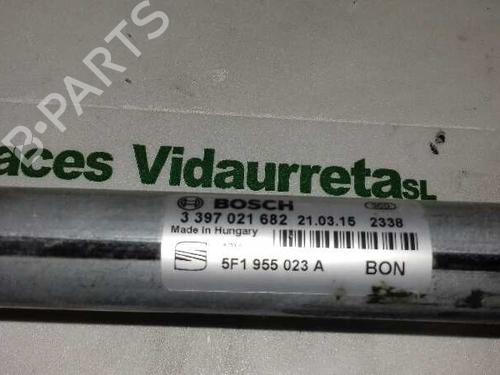 B-PARTS
aces Vidaurreta SL
BOSCH
3 397 021 682 21.03.15 2338
Made in Hungary
5F1 955 023 A BON